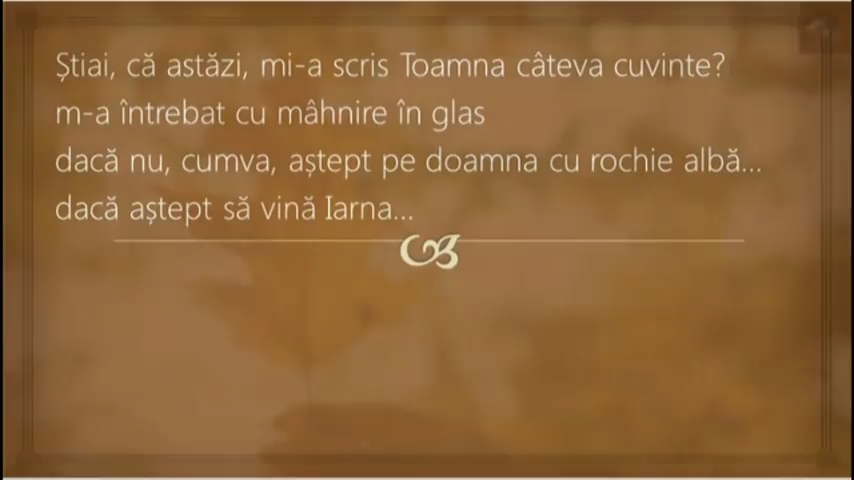 Știai, că astăzi, mi-a scris Toamna câteva cuvinte?
m-a întrebat cu mâhnire în glas
dacă nu, cumva, aștept pe doamna cu rochie albă...
dacă aștept să vină Iarna...